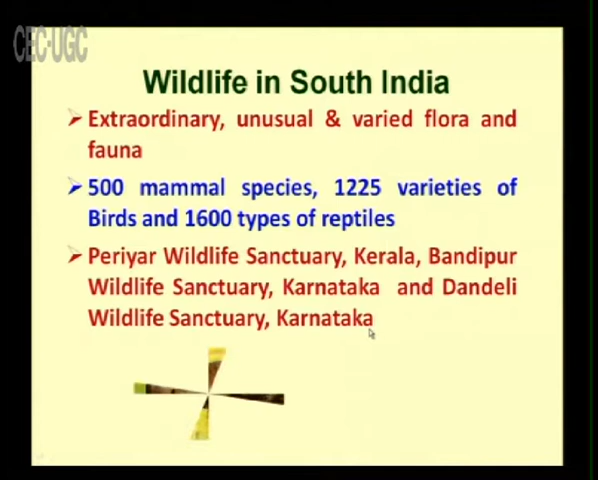 CEC-UGC
Wildlife in South India
Extraordinary, unusual & varied flora and
fauna
500 mammal species, 1225 varieties of
Birds and 1600 types of reptiles
Periyar Wildlife Sanctuary, Kerala, Bandipur
Wildlife Sanctuary, Karnataka and Dandeli
Wildlife Sanctuary, Karnataka